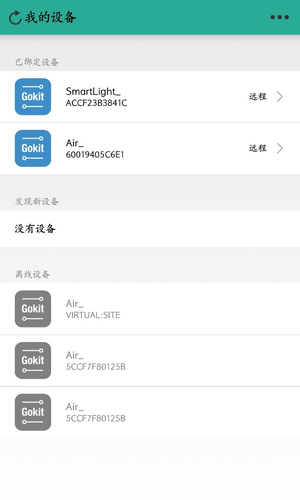 我的设备
已绑定设备
Gokit
SmartLight_
ACCF23B3841C
远程
Gokit
Air_
60019405C6E1
远程
发现新设备
没有设备
离线设备
Gokit
Air_
VIRTUAL:SITE
Gokit
Air_
5CCF7F80125B
Gokit
Air_
5CCF7F80125B